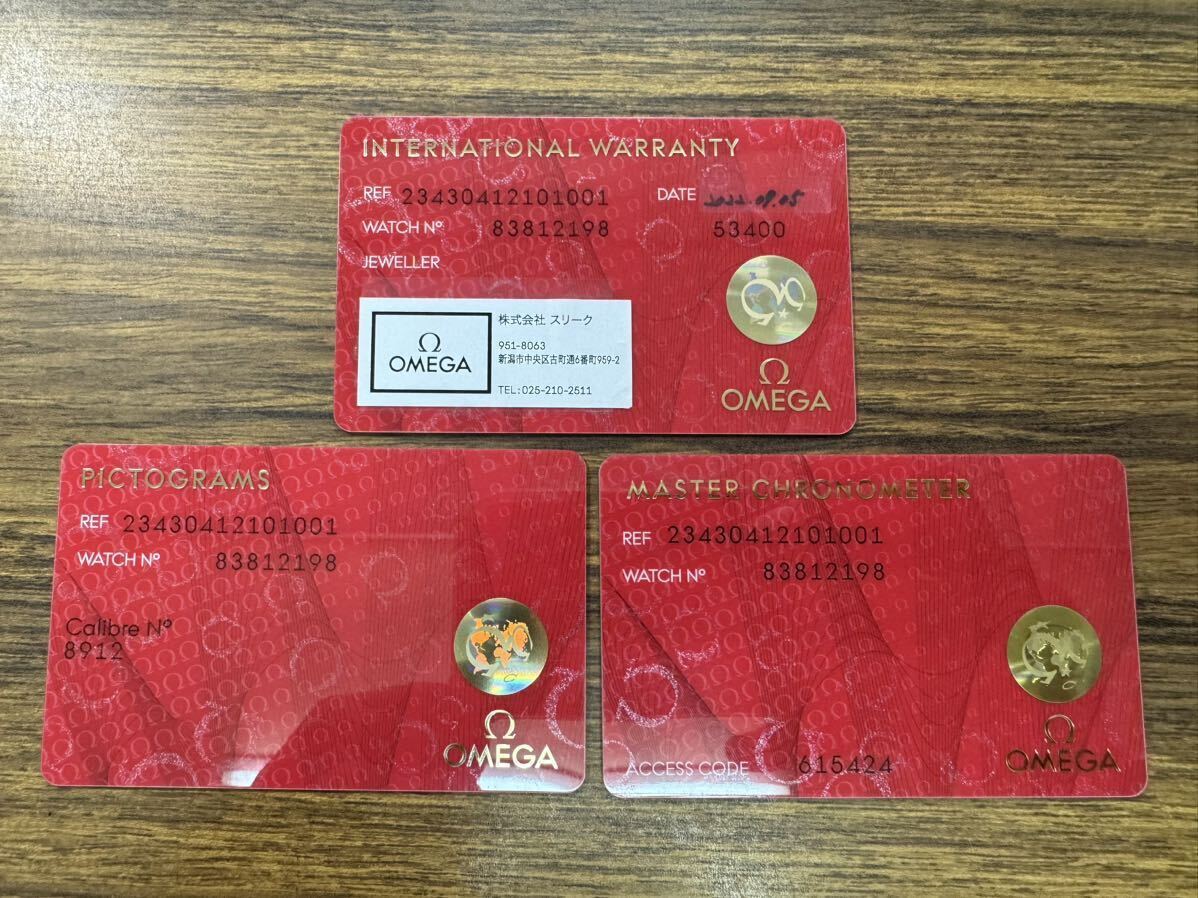 INTERNATIONAL WARRANTY
REF 23430412101001 DATE 2022.09.05
WATCH Nº 83812198 53400
JEWELLER
Ω
OMEGA
株式会社 スリーク
951-8063
新潟市中央区古町通6番町959-2
TEL:025-210-2511
Ω
OMEGA
PICTOGRAMS
REF 23430412101001
WATCH Nº 83812198
Calibre Nº
8912
Ω
OMEGA
MASTER CHRONOMETER
REF 23430412101001
WATCH Nº 83812198
ACCESS CODE 615424
Ω
OMEGA